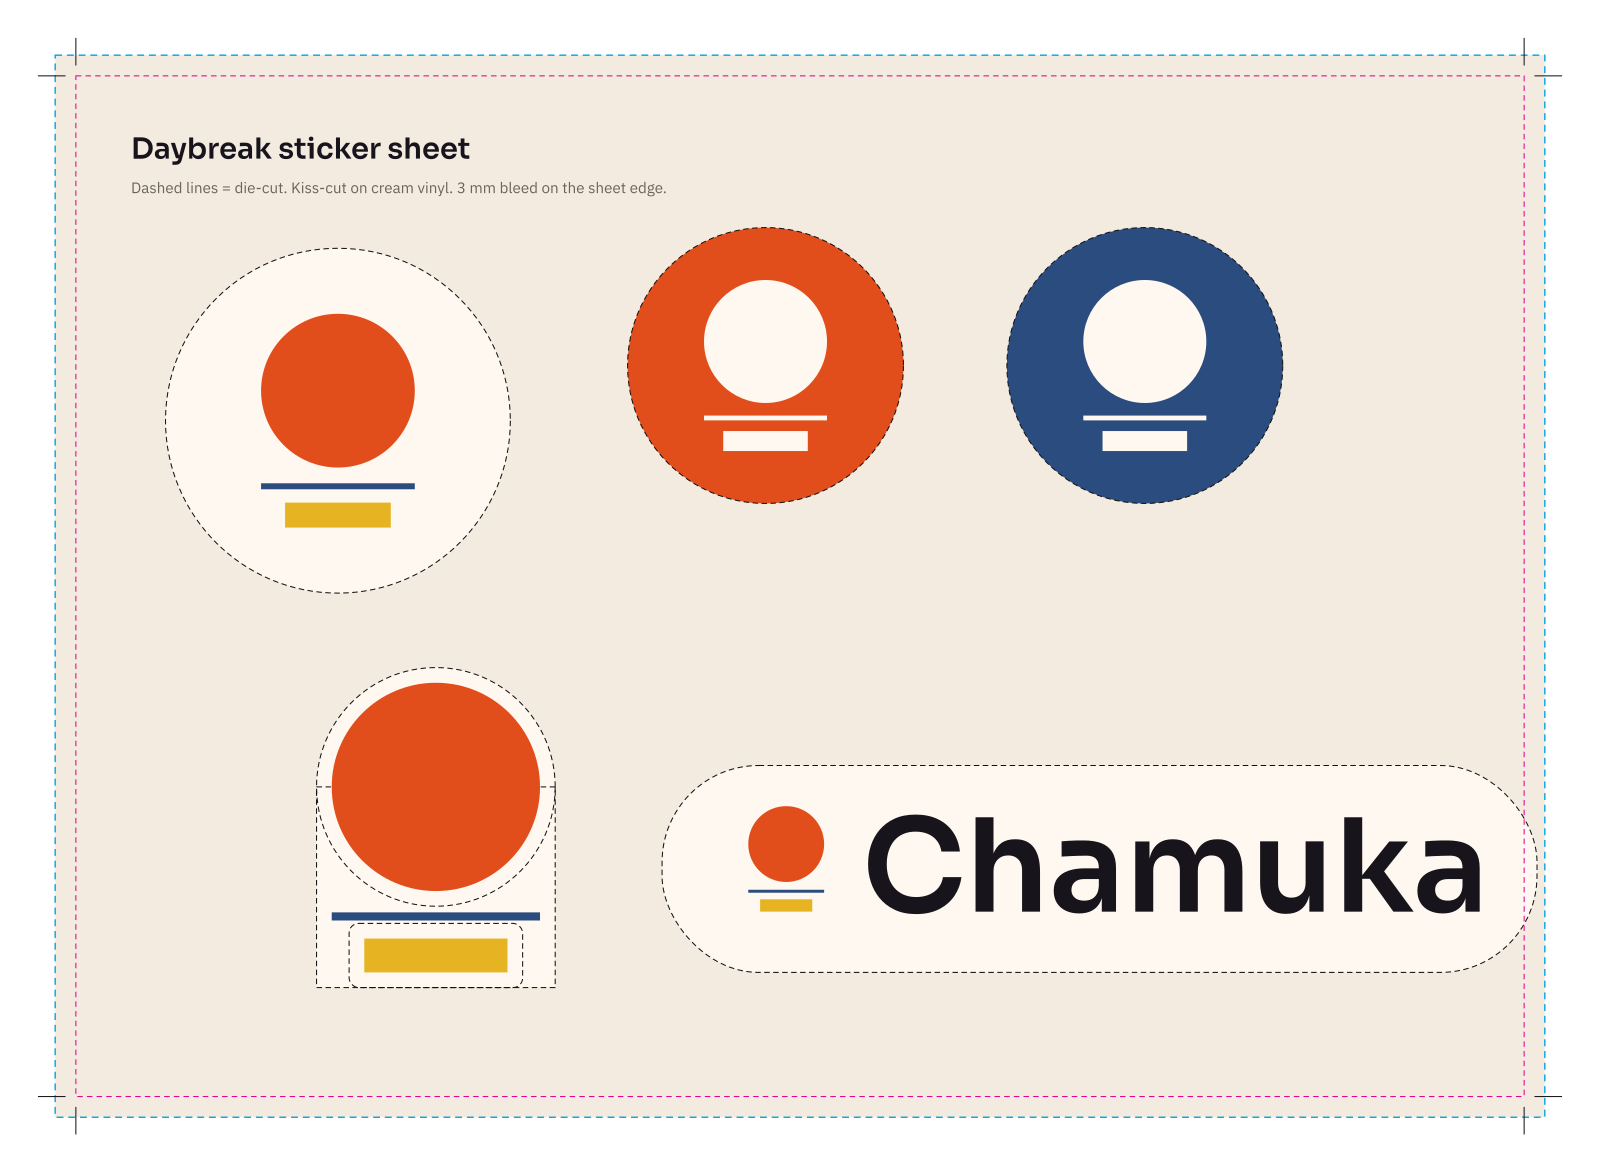 Daybreak sticker sheet
Dashed lines = die-cut. Kiss-cut on cream vinyl. 3 mm bleed on the sheet edge.
Chamuka